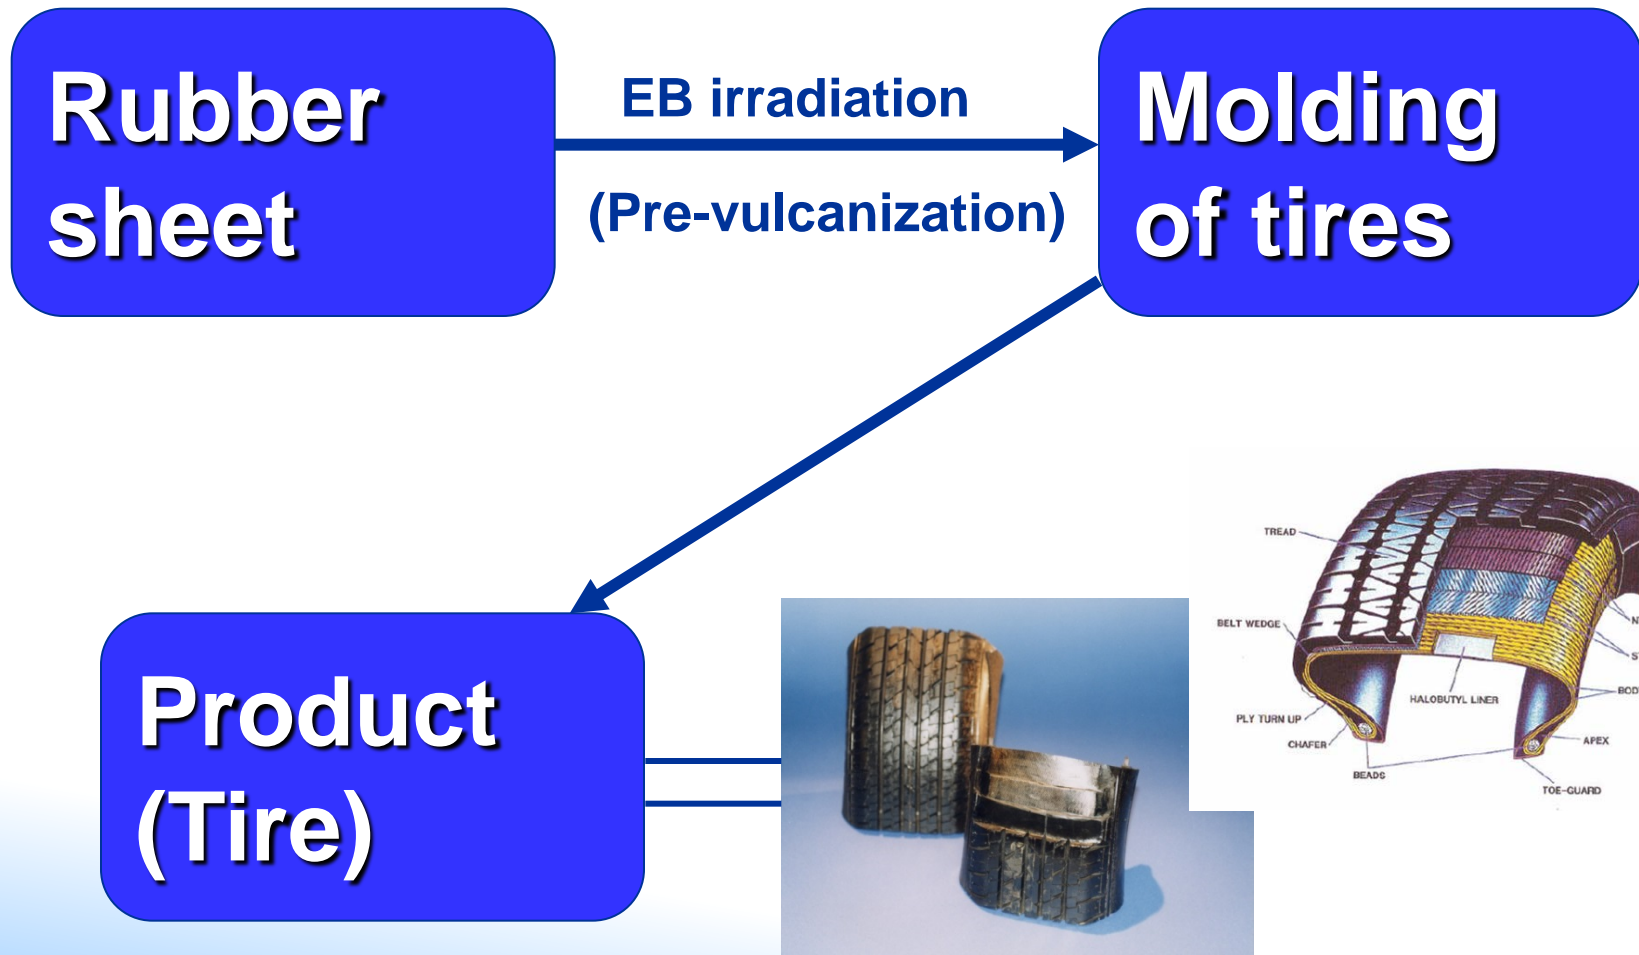 Rubber
sheet
EB irradiation
(Pre-vulcanization)
Molding
of tires
Product
(Tire)
TREAD
BELT WEDGE
PLY TURN UP
CHAFER
BEADS
HALOBUTYL LINER
APEX
TOE-GUARD